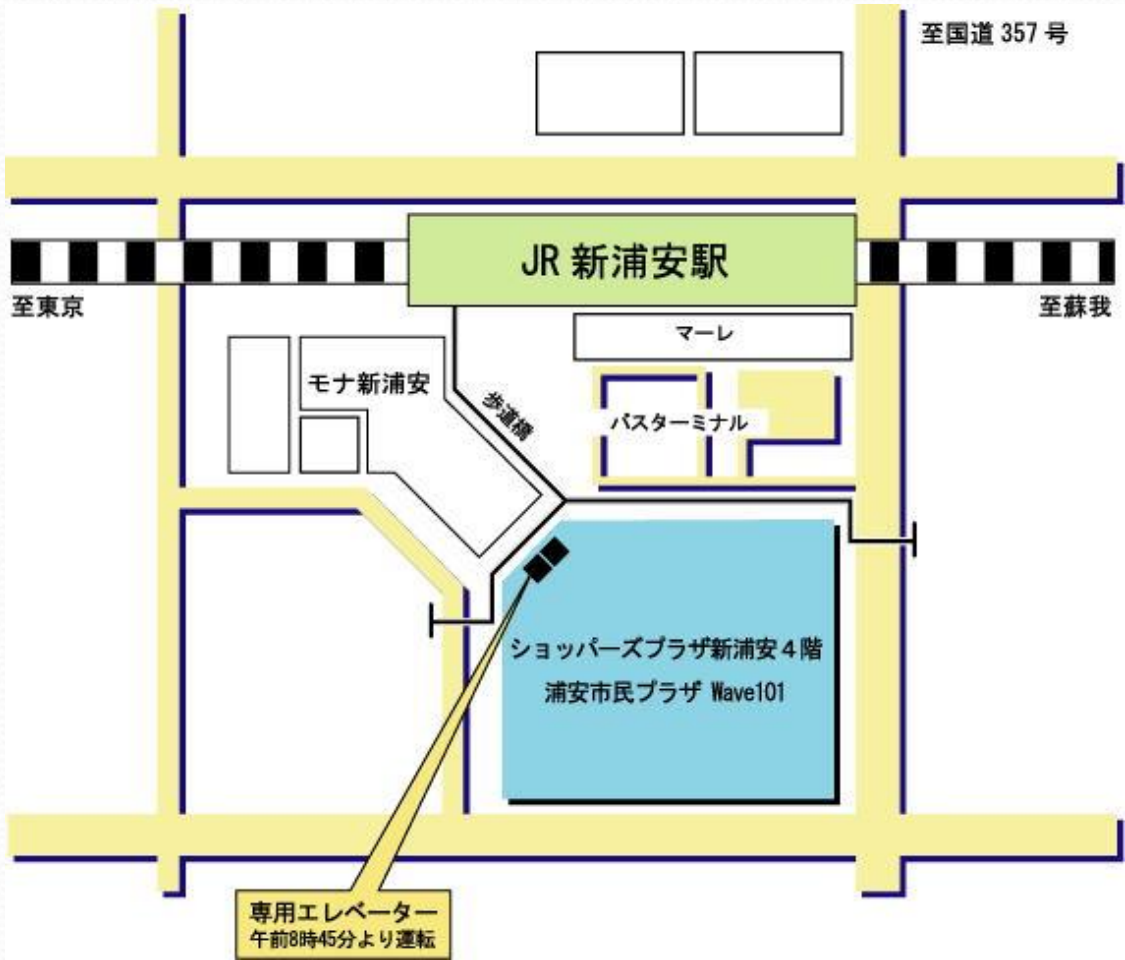 至国道 357 号
JR 新浦安駅
至東京
至蘇我
マーレ
モナ新浦安
歩道橋
バスターミナル
ショッパーズプラザ新浦安４階
浦安市民プラザ Wave101
専用エレベーター
午前8時45分より運転